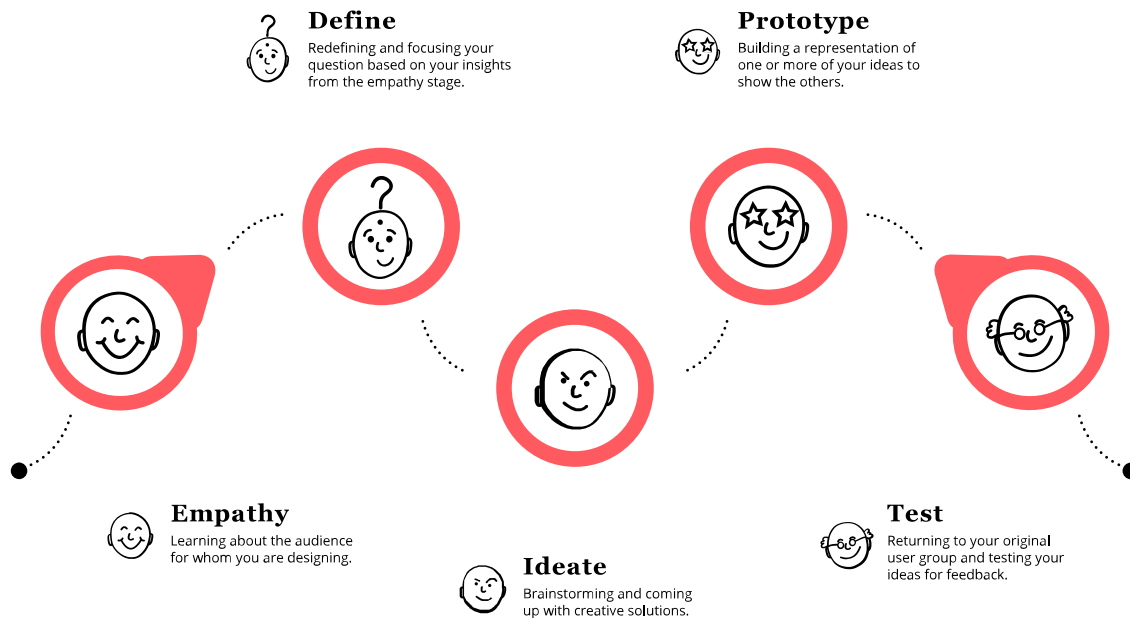 Define
Redefining and focusing your
question based on your insights
from the empathy stage.
Prototype
Building a representation of
one or more of your ideas to
show the others.
Empathy
Learning about the audience
for whom you are designing.
Ideate
Brainstorming and coming
up with creative solutions.
Test
Returning to your original
user group and testing your
ideas for feedback.